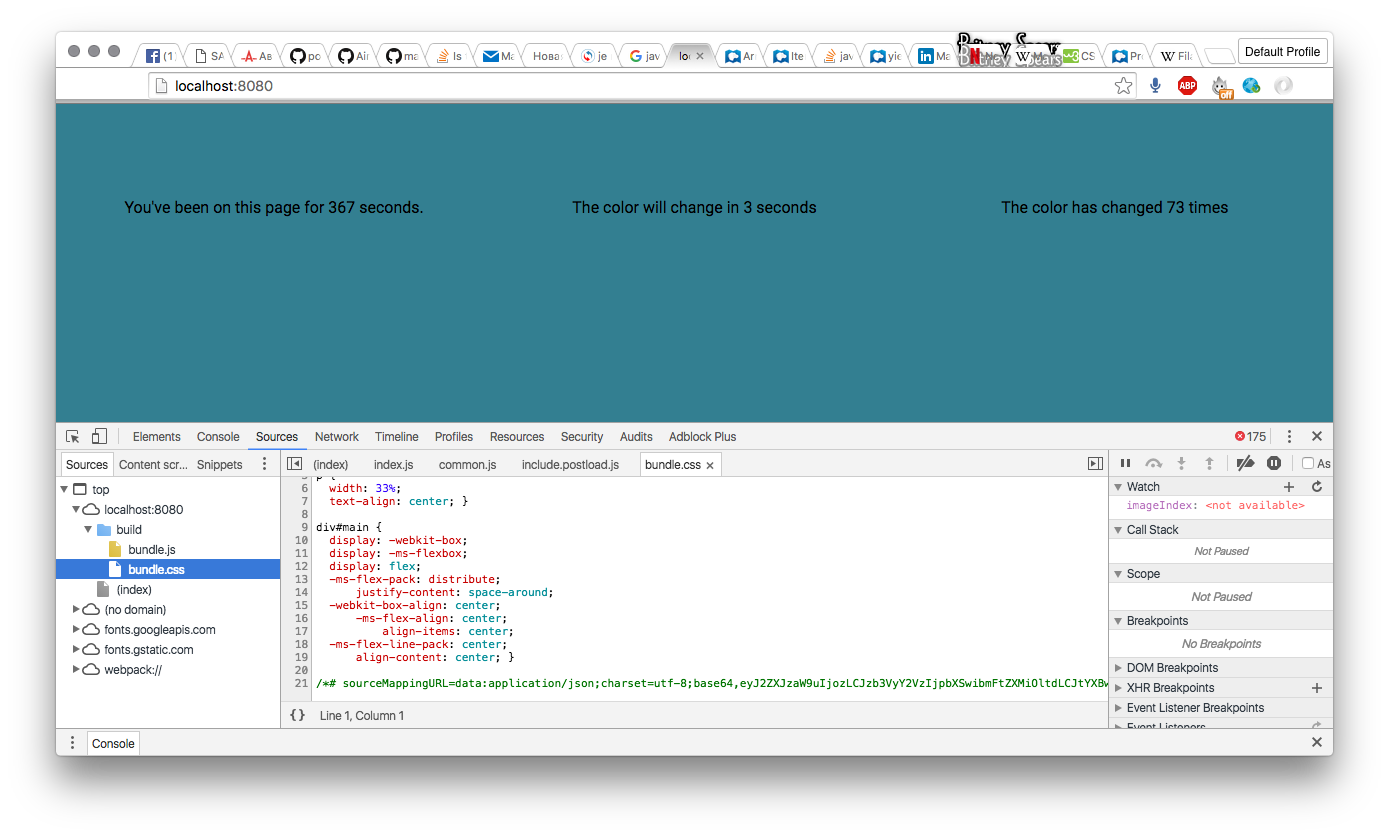 (1) SA Ав po Air ma Is Ma Нова je jav loc × Ar Ite jav yie Ma CS Pr Fil Default Profile
Britney Spears
localhost:8080
ABP
off
You've been on this page for 367 seconds. The color will change in 3 seconds The color has changed 73 times
Elements Console Sources Network Timeline Profiles Resources Security Audits Adblock Plus 175
Sources Content scr... Snippets (index) index.js common.js include.postload.js bundle.css × As
top
localhost:8080
build
bundle.js
bundle.css
(index)
(no domain)
fonts.googleapis.com
fonts.gstatic.com
webpack://
5 p {
6 width: 33%;
7 text-align: center; }
8
9 div#main {
10 display: -webkit-box;
11 display: -ms-flexbox;
12 display: flex;
13 -ms-flex-pack: distribute;
14 justify-content: space-around;
15 -webkit-box-align: center;
16 -ms-flex-align: center;
17 align-items: center;
18 -ms-flex-line-pack: center;
19 align-content: center; }
20
21 /*# sourceMappingURL=data:application/json;charset=utf-8;base64,eyJ2ZXJzaW9uIjozLCJzb3VyY2VzIjpbXSwibmFtZXMiOltdLCJtYXBw
{} Line 1, Column 1
Watch
imageIndex: <not available>
Call Stack
Not Paused
Scope
Not Paused
Breakpoints
No Breakpoints
DOM Breakpoints
XHR Breakpoints
Event Listener Breakpoints
Event Listeners
Console